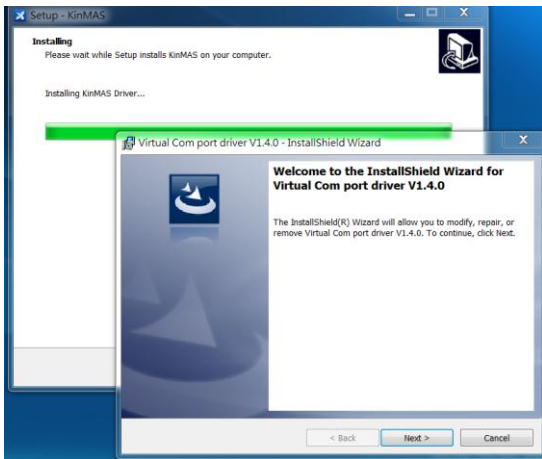 Setup - KinMAS
Installing
Please wait while Setup installs KinMAS on your computer.
Installing KinMAS Driver...
Virtual Com port driver V1.4.0 - InstallShield Wizard
Welcome to the InstallShield Wizard for
Virtual Com port driver V1.4.0
The InstallShield(R) Wizard will allow you to modify, repair, or
remove Virtual Com port driver V1.4.0. To continue, click Next.
< Back Next > Cancel